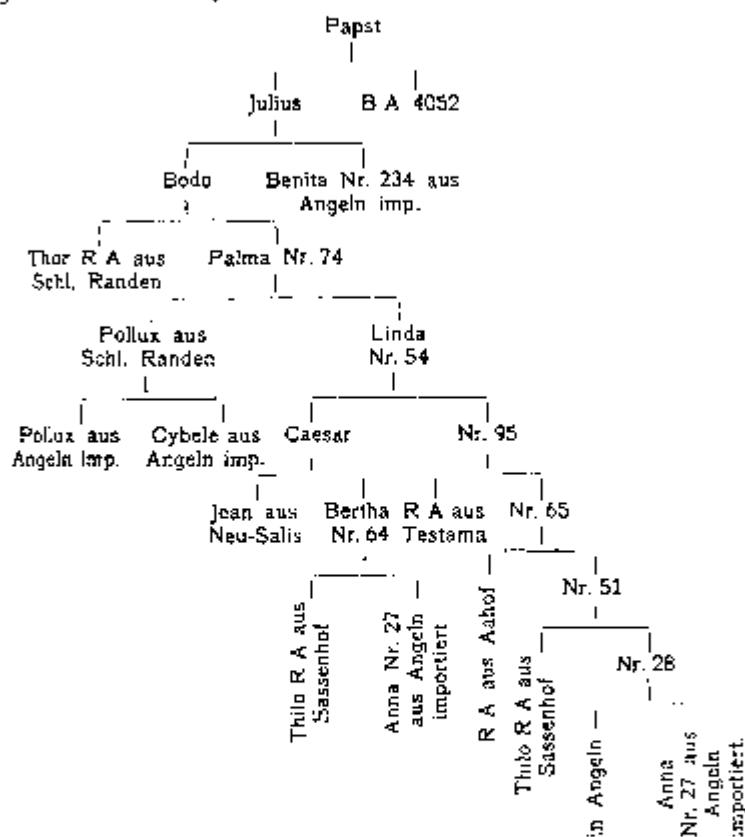 Papst
Julius B A 4052
Bodo Benita Nr. 234 aus
Angeln imp.
Thor R A aus Palma Nr. 74
Schl. Randen
Pollux aus Linda
Schl. Randen Nr. 54
Pollux aus Cybele aus Caesar Nr. 95
Angeln imp. Angeln imp.
Jean aus Bertha R A aus Nr. 65
Neu-Salis Nr. 64 Testama
Nr. 51
Thilo R A aus
Sassenhof
Anna Nr. 27
aus Angeln
importiert
R A aus Aahof
Thilo R A aus
Sassenhof
Nr. 28
in Angeln
Anna
Nr. 27 aus
Angeln
importiert.